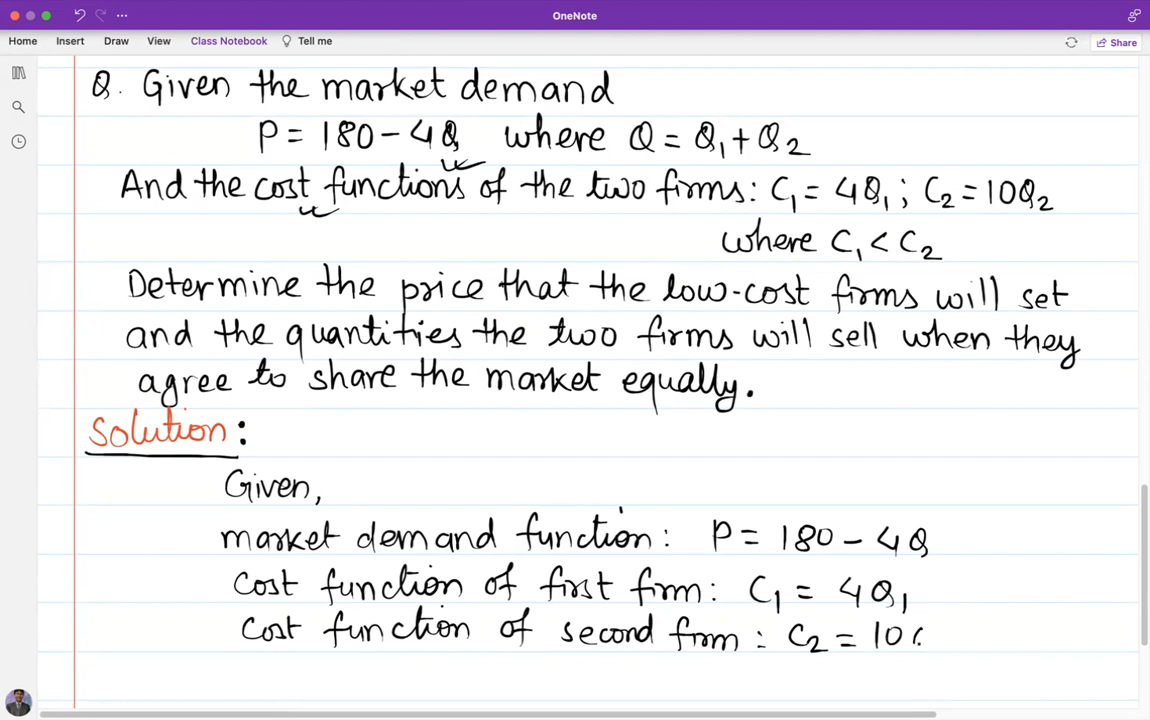 OneNote
Home Insert Draw View Class Notebook Tell me Share
Q. Given the market demand
P = 180 - 4Q where Q = Q₁ + Q₂
And the cost functions of the two firms: C₁ = 4Q₁ ; C₂ = 10Q₂
where C₁ < C₂
Determine the price that the low-cost firms will set
and the quantities the two firms will sell when they
agree to share the market equally.
Solution:
Given,
market demand function: P = 180 - 4Q
Cost function of first firm: C₁ = 4Q₁
Cost function of second firm: C₂ = 10